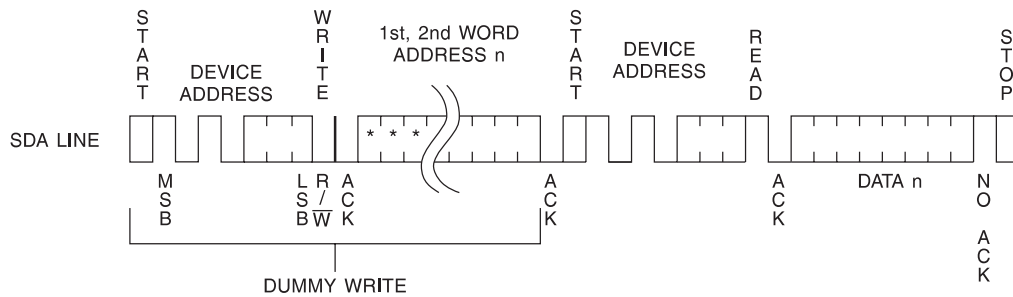 START
WRITE
1st, 2nd WORD
ADDRESS n
START
READ
STOP
DEVICE
ADDRESS
DEVICE
ADDRESS
SDA LINE
* * *
MSB
LSB
R/W̅
ACK
ACK
ACK
DATA n
NO ACK
DUMMY WRITE